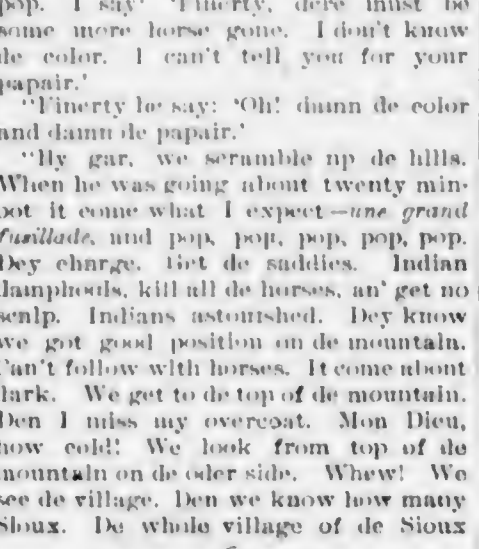 pop. I say 'Finerty, dere must be
some more horse gone. I don't know
de color. I can't tell you for your
papair.'
"Finerty he say: 'Oh! damn de color
and damn de papair.'
"By gar, we scramble up de hills.
When he was going about twenty min-
oot it come what I expect—une grand
fusillade, and pop, pop, pop, pop, pop.
Dey charge. Get de saddles. Indian
damphools, kill all de horses, an' get no
scalp. Indians astonished. Dey know
we got good position on de mountain.
Can't follow with horses. It come about
dark. We get to de top of de mountain.
Den I miss my overcoat. Mon Dieu,
how cold! We look from top of de
mountain on de oder side. Whew! We
see de village. Den we know how many
Sioux. De whole village of de Sioux